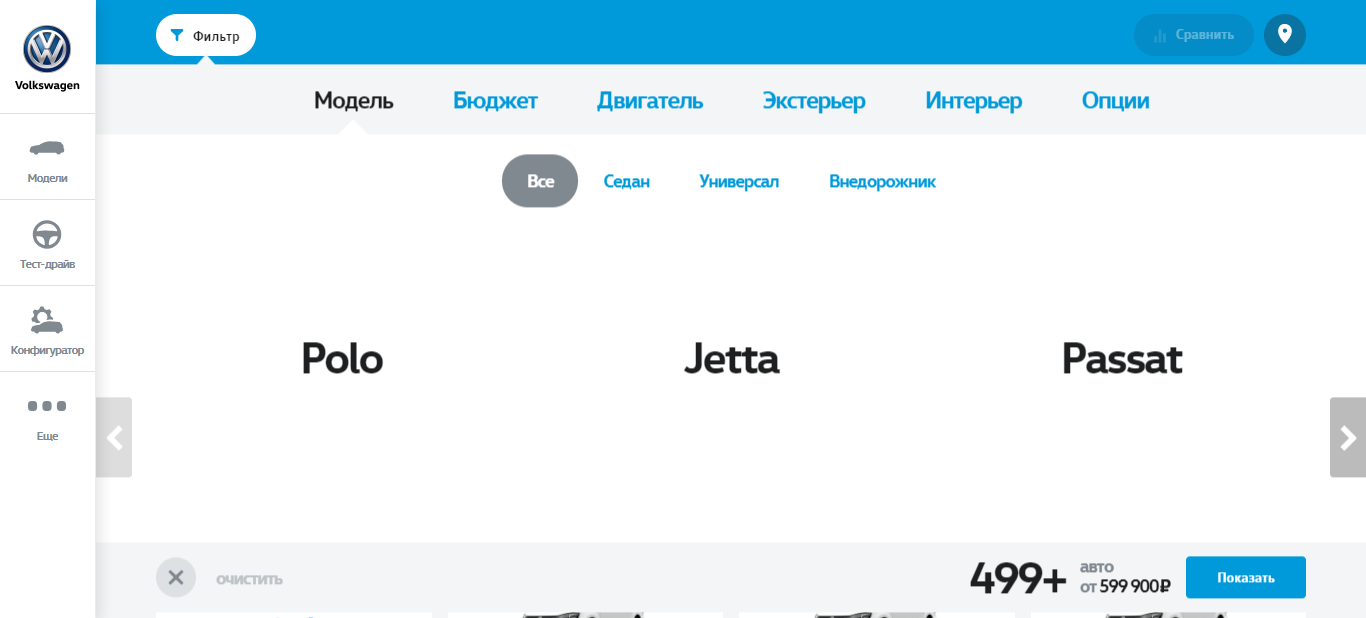 Volkswagen
Модели
Тест-драйв
Конфигуратор
Еще
Фильтр
Сравнить
Модель Бюджет Двигатель Экстерьер Интерьер Опции
Все Седан Универсал Внедорожник
Polo Jetta Passat
очистить
499+ авто
от 599 900₽
Показать